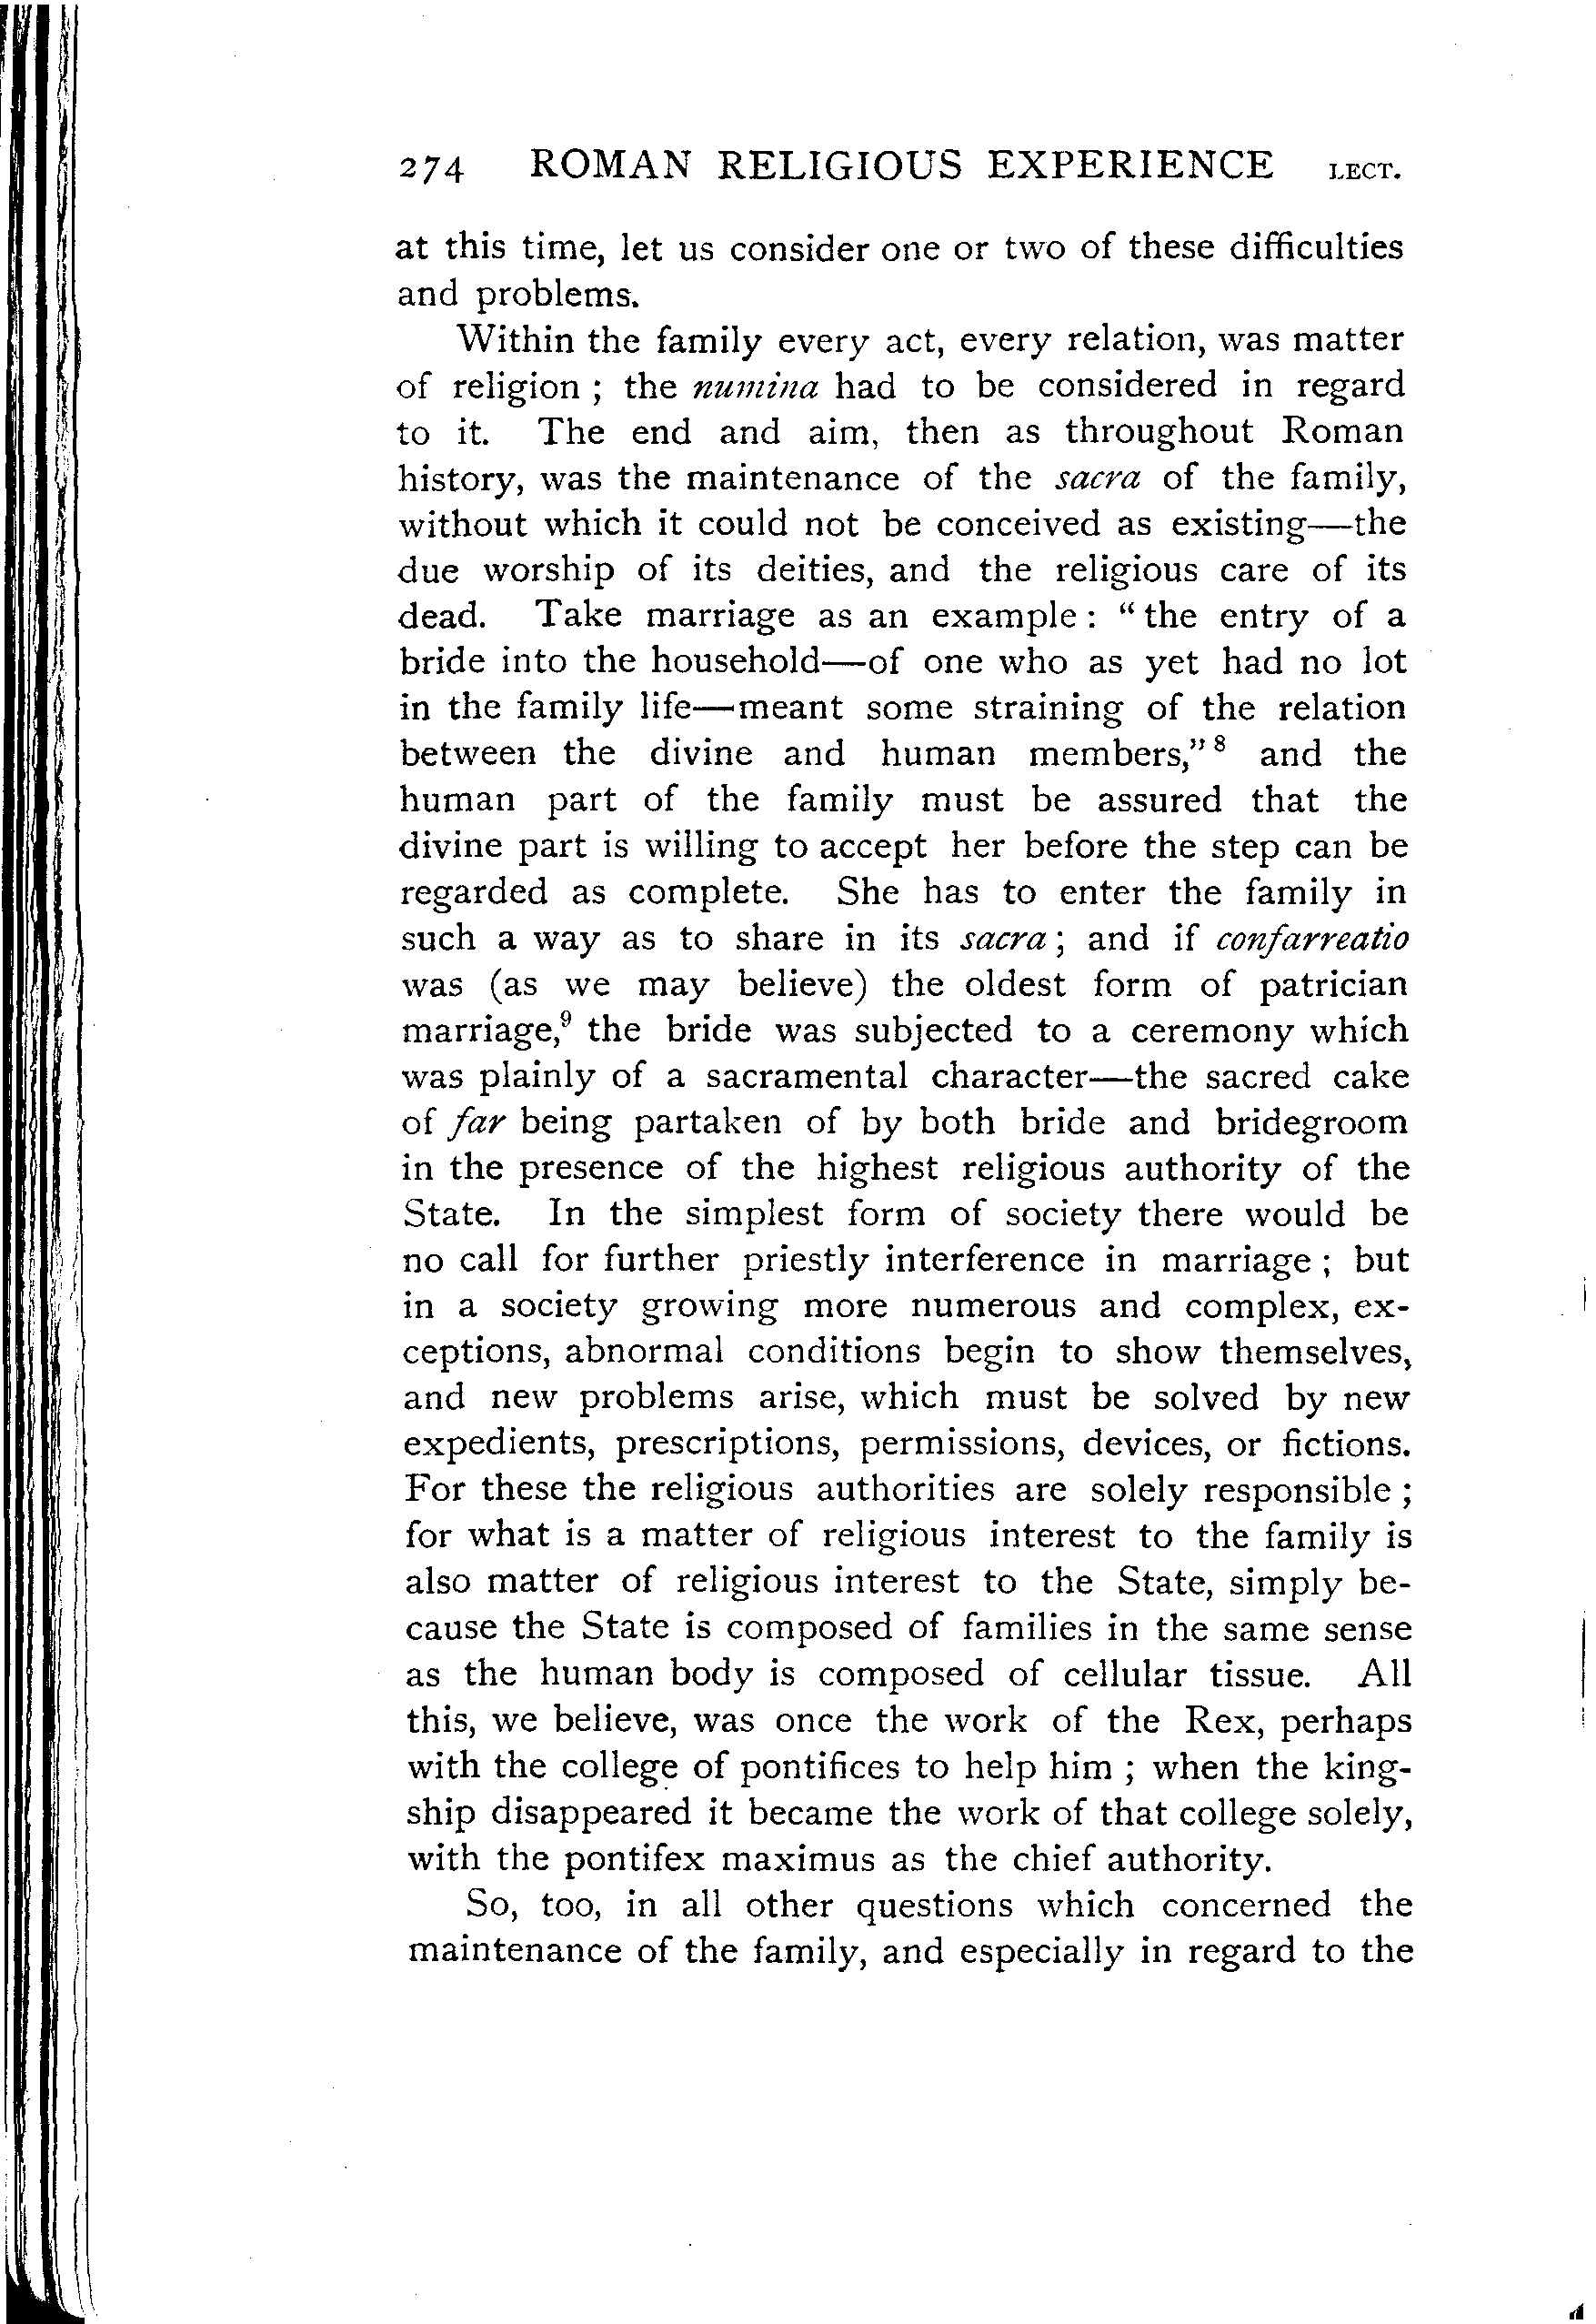 274 ROMAN RELIGIOUS EXPERIENCE LECT.
at this time, let us consider one or two of these difficulties
and problems.
Within the family every act, every relation, was matter
of religion ; the numina had to be considered in regard
to it. The end and aim, then as throughout Roman
history, was the maintenance of the sacra of the family,
without which it could not be conceived as existing—the
due worship of its deities, and the religious care of its
dead. Take marriage as an example : “ the entry of a
bride into the household—of one who as yet had no lot
in the family life—meant some straining of the relation
between the divine and human members,” ⁸ and the
human part of the family must be assured that the
divine part is willing to accept her before the step can be
regarded as complete. She has to enter the family in
such a way as to share in its sacra ; and if confarreatio
was (as we may believe) the oldest form of patrician
marriage,⁹ the bride was subjected to a ceremony which
was plainly of a sacramental character—the sacred cake
of far being partaken of by both bride and bridegroom
in the presence of the highest religious authority of the
State. In the simplest form of society there would be
no call for further priestly interference in marriage ; but
in a society growing more numerous and complex, ex-
ceptions, abnormal conditions begin to show themselves,
and new problems arise, which must be solved by new
expedients, prescriptions, permissions, devices, or fictions.
For these the religious authorities are solely responsible ;
for what is a matter of religious interest to the family is
also matter of religious interest to the State, simply be-
cause the State is composed of families in the same sense
as the human body is composed of cellular tissue. All
this, we believe, was once the work of the Rex, perhaps
with the college of pontifices to help him ; when the king-
ship disappeared it became the work of that college solely,
with the pontifex maximus as the chief authority.
So, too, in all other questions which concerned the
maintenance of the family, and especially in regard to the